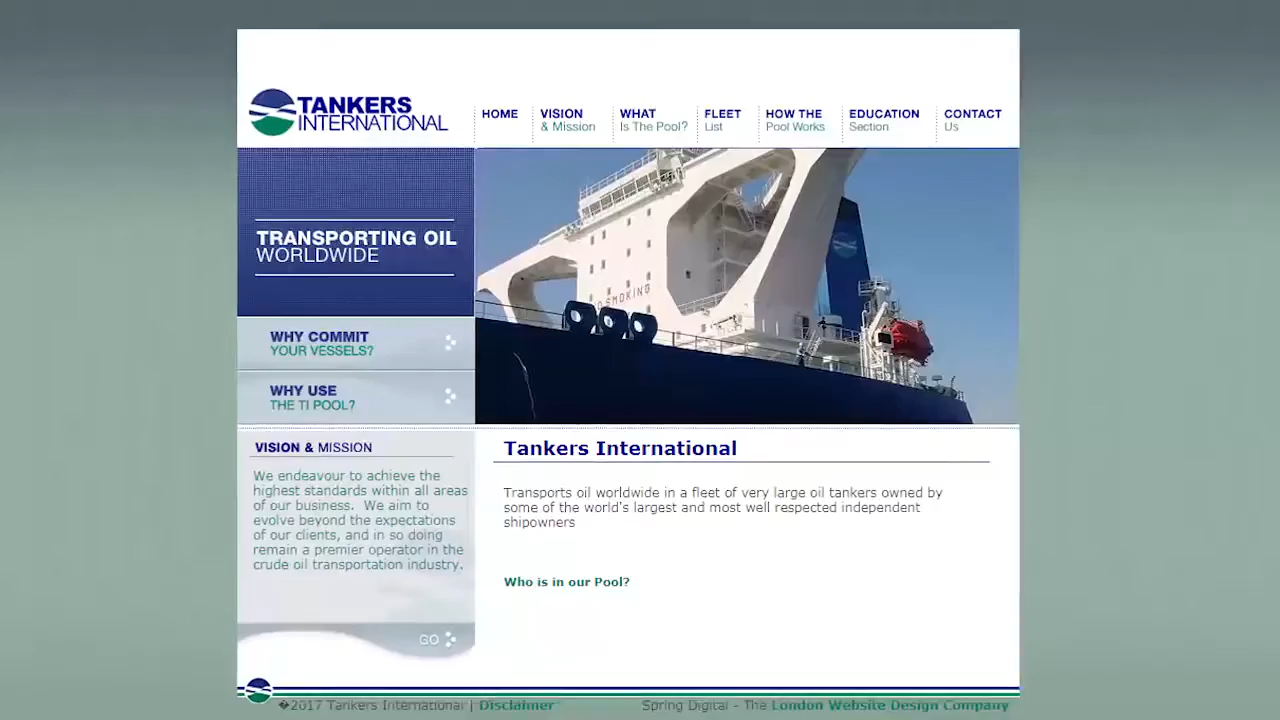 TANKERS
INTERNATIONAL
HOME
VISION
& Mission
WHAT
Is The Pool?
FLEET
List
HOW THE
Pool Works
EDUCATION
Section
CONTACT
Us
TRANSPORTING OIL
WORLDWIDE
SMOKING
WHY COMMIT
YOUR VESSELS?
WHY USE
THE TI POOL?
VISION & MISSION
We endeavour to achieve the
highest standards within all areas
of our business. We aim to
evolve beyond the expectations
of our clients, and in so doing
remain a premier operator in the
crude oil transportation industry.
GO
Tankers International
Transports oil worldwide in a fleet of very large oil tankers owned by
some of the world's largest and most well respected independent
shipowners
Who is in our Pool?
�2017 Tankers International | Disclaimer
Spring Digital - The London Website Design Company